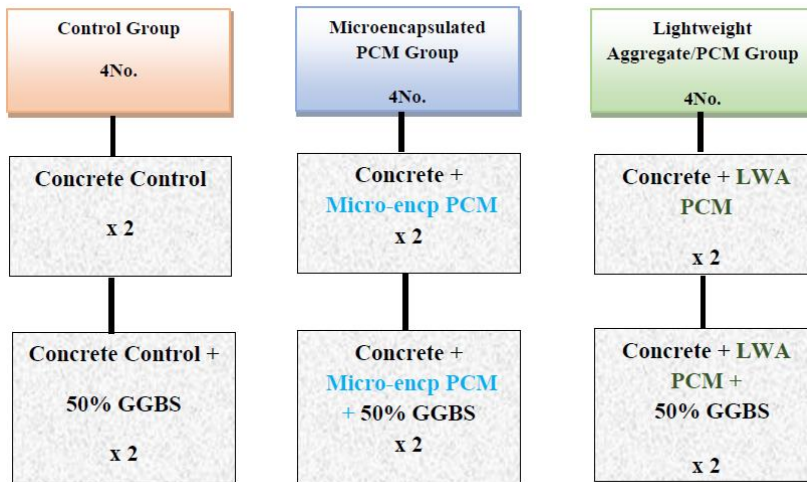 Control Group
4No.
Concrete Control
x 2
Concrete Control +
50% GGBS
x 2
Microencapsulated
PCM Group
4No.
Concrete +
Micro-encp PCM
x 2
Concrete +
Micro-encp PCM
+ 50% GGBS
x 2
Lightweight
Aggregate/PCM Group
4No.
Concrete + LWA
PCM
x 2
Concrete + LWA
PCM +
50% GGBS
x 2